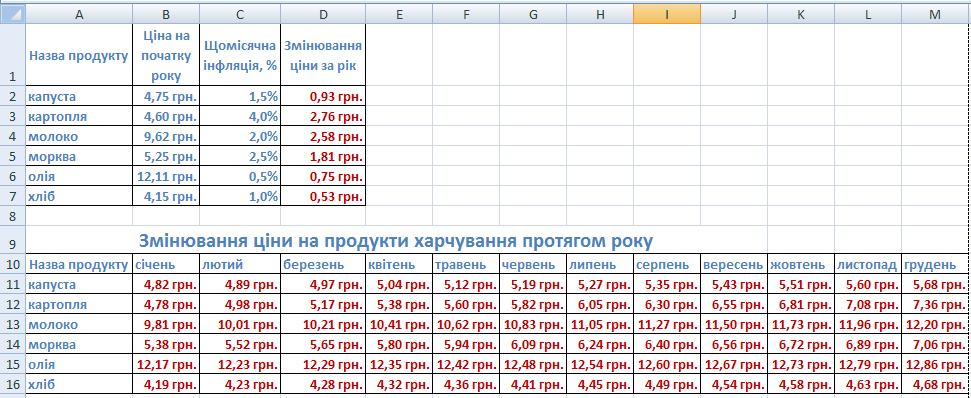 A B C D E F G H I J K L M
1 Назва продукту Ціна на початку року Щомісячна інфляція, % Змінювання ціни за рік
2 капуста 4,75 грн. 1,5% 0,93 грн.
3 картопля 4,60 грн. 4,0% 2,76 грн.
4 молоко 9,62 грн. 2,0% 2,58 грн.
5 морква 5,25 грн. 2,5% 1,81 грн.
6 олія 12,11 грн. 0,5% 0,75 грн.
7 хліб 4,15 грн. 1,0% 0,53 грн.
8
9 Змінювання ціни на продукти харчування протягом року
10 Назва продукту січень лютий березень квітень травень червень липень серпень вересень жовтень листопад грудень
11 капуста 4,82 грн. 4,89 грн. 4,97 грн. 5,04 грн. 5,12 грн. 5,19 грн. 5,27 грн. 5,35 грн. 5,43 грн. 5,51 грн. 5,60 грн. 5,68 грн.
12 картопля 4,78 грн. 4,98 грн. 5,17 грн. 5,38 грн. 5,60 грн. 5,82 грн. 6,05 грн. 6,30 грн. 6,55 грн. 6,81 грн. 7,08 грн. 7,36 грн.
13 молоко 9,81 грн. 10,01 грн. 10,21 грн. 10,41 грн. 10,62 грн. 10,83 грн. 11,05 грн. 11,27 грн. 11,50 грн. 11,73 грн. 11,96 грн. 12,20 грн.
14 морква 5,38 грн. 5,52 грн. 5,65 грн. 5,80 грн. 5,94 грн. 6,09 грн. 6,24 грн. 6,40 грн. 6,56 грн. 6,72 грн. 6,89 грн. 7,06 грн.
15 олія 12,17 грн. 12,23 грн. 12,29 грн. 12,35 грн. 12,42 грн. 12,48 грн. 12,54 грн. 12,60 грн. 12,67 грн. 12,73 грн. 12,79 грн. 12,86 грн.
16 хліб 4,19 грн. 4,23 грн. 4,28 грн. 4,32 грн. 4,36 грн. 4,41 грн. 4,45 грн. 4,49 грн. 4,54 грн. 4,58 грн. 4,63 грн. 4,68 грн.